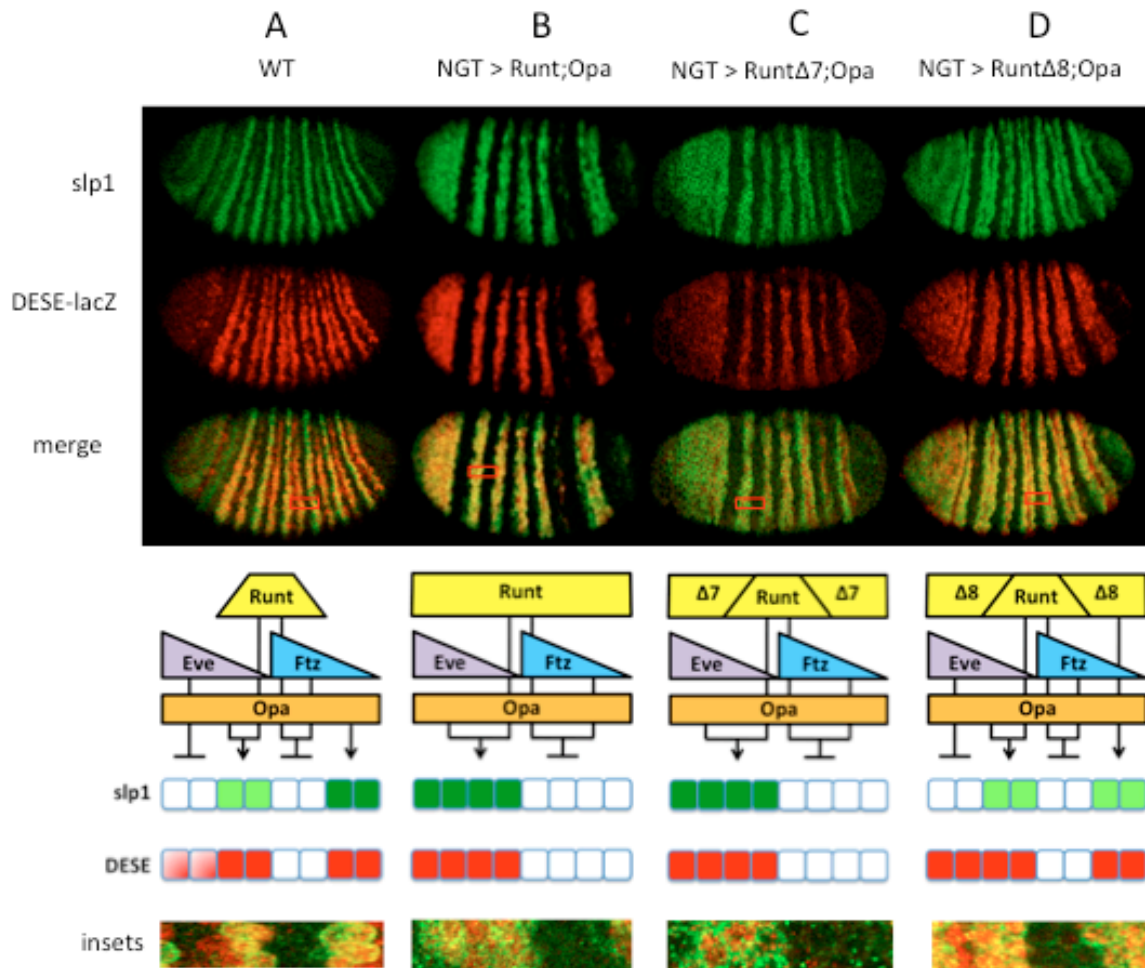 A B C D
WT NGT > Runt;Opa NGT > RuntΔ7;Opa NGT > RuntΔ8;Opa
slp1
DESE-lacZ
merge
Runt Runt Δ7 Runt Δ7 Δ8 Runt Δ8
Eve Ftz Eve Ftz Eve Ftz Eve Ftz
Opa Opa Opa Opa
slp1
DESE
insets